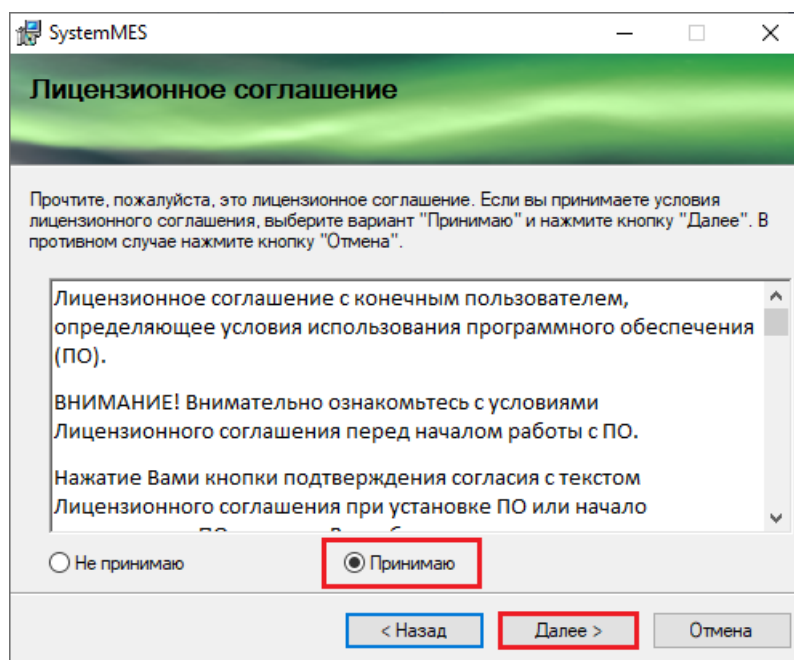 SystemMES
Лицензионное соглашение
Прочтите, пожалуйста, это лицензионное соглашение. Если вы принимаете условия
лицензионного соглашения, выберите вариант "Принимаю" и нажмите кнопку "Далее". В
противном случае нажмите кнопку "Отмена".
Лицензионное соглашение с конечным пользователем,
определяющее условия использования программного обеспечения
(ПО).
ВНИМАНИЕ! Внимательно ознакомьтесь с условиями
Лицензионного соглашения перед началом работы с ПО.
Нажатие Вами кнопки подтверждения согласия с текстом
Лицензионного соглашения при установке ПО или начало
Не принимаю
Принимаю
< Назад
Далее >
Отмена